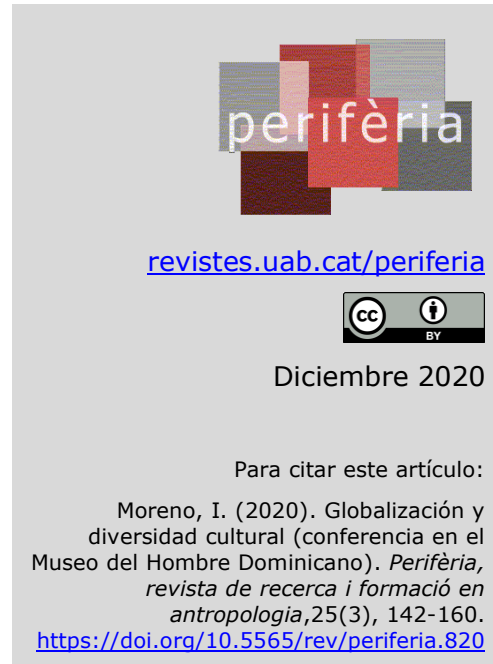 perifèria
revistes.uab.cat/periferia
cc
BY
Diciembre 2020
Para citar este artículo:
Moreno, I. (2020). Globalización y
diversidad cultural (conferencia en el
Museo del Hombre Dominicano). Perifèria,
revista de recerca i formació en
antropologia,25(3), 142-160.
https://doi.org/10.5565/rev/periferia.820